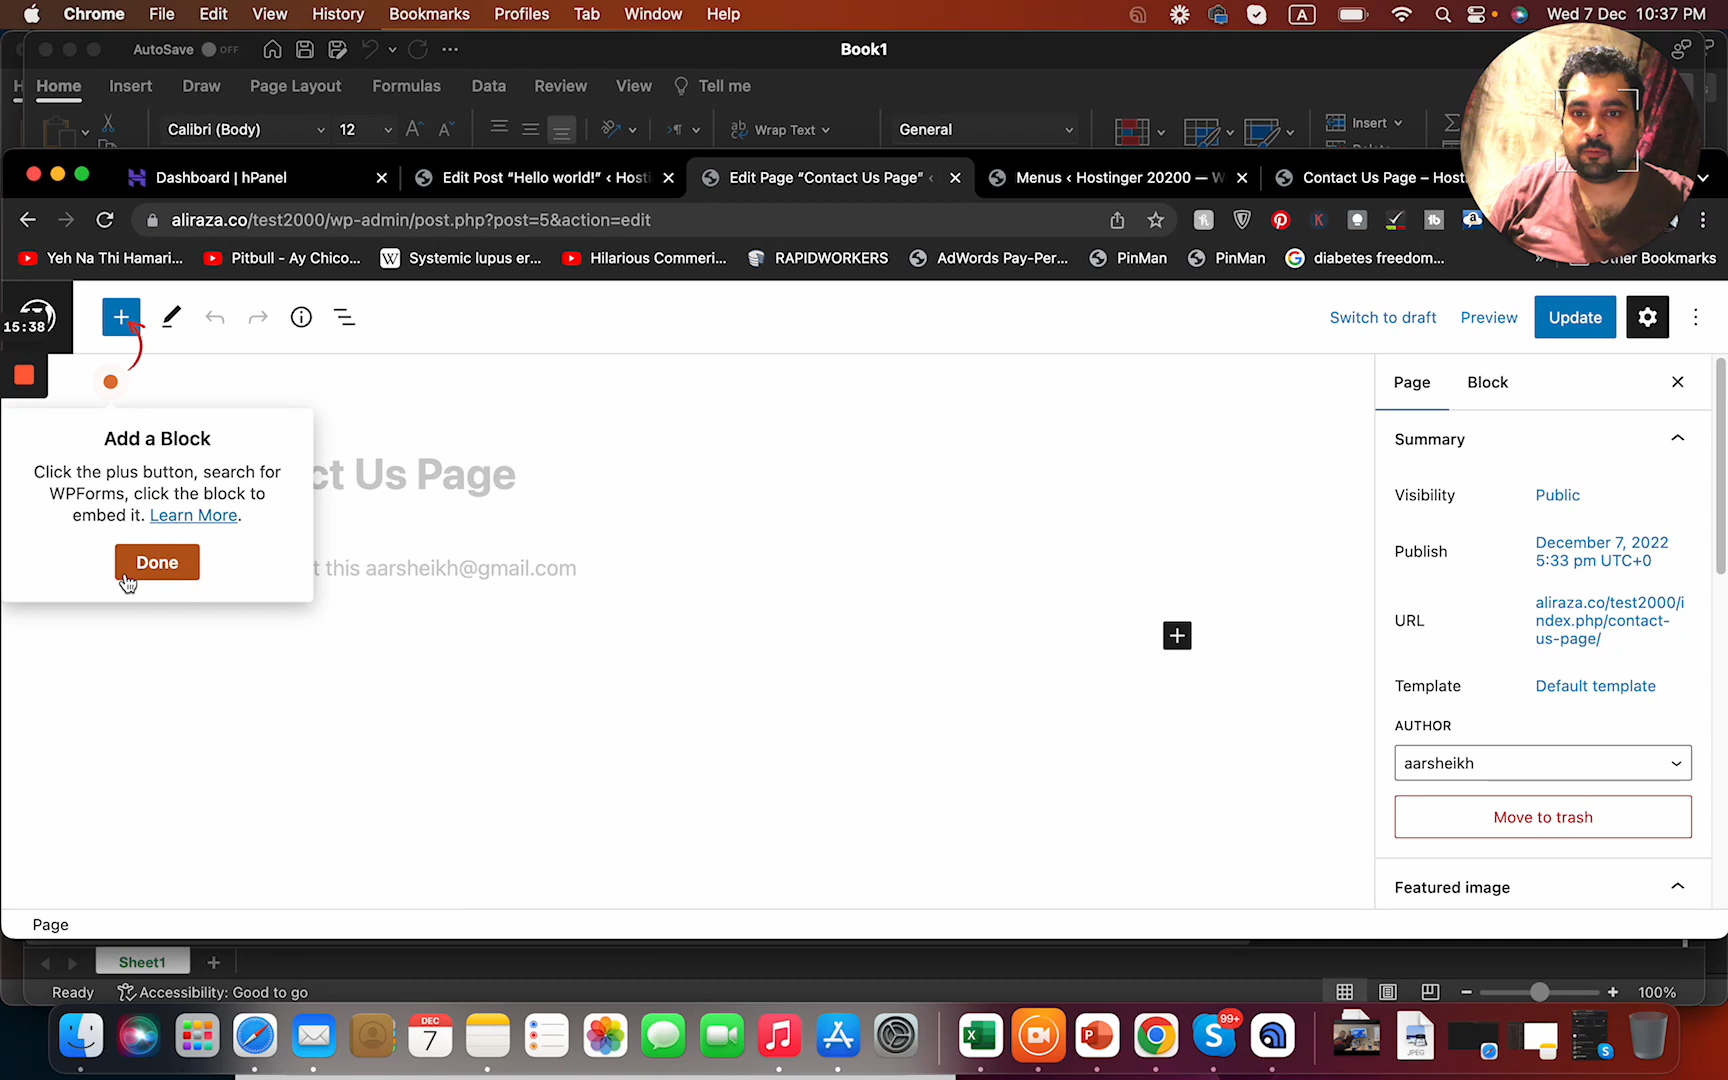 Chrome File Edit View History Bookmarks Profiles Tab Window Help A Wed 7 Dec 10:37 PM
AutoSave OFF Book1
Home Insert Draw Page Layout Formulas Data Review View Tell me
Calibri (Body) 12 Wrap Text General Insert
Dashboard | hPanel Edit Post “Hello world!” ‹ Hosti Edit Page “Contact Us Page” ‹ Menus ‹ Hostinger 20200 — W Contact Us Page – Host
aliraza.co/test2000/wp-admin/post.php?post=5&action=edit
Yeh Na Thi Hamari... Pitbull - Ay Chico... Systemic lupus er... Hilarious Commeri... RAPIDWORKERS AdWords Pay-Per... PinMan PinMan diabetes freedom... » Other Bookmarks
15:38
Switch to draft Preview Update
Page Block
Add a Block
Click the plus button, search for
WPForms, click the block to
embed it. Learn More.
Done
ct Us Page
t this aarsheikh@gmail.com
Summary
Visibility Public
Publish December 7, 2022
5:33 pm UTC+0
URL aliraza.co/test2000/i
ndex.php/contact-
us-page/
Template Default template
AUTHOR
aarsheikh
Move to trash
Featured image
Page
Sheet1
Ready Accessibility: Good to go 100%
DEC
7
99+
JPEG